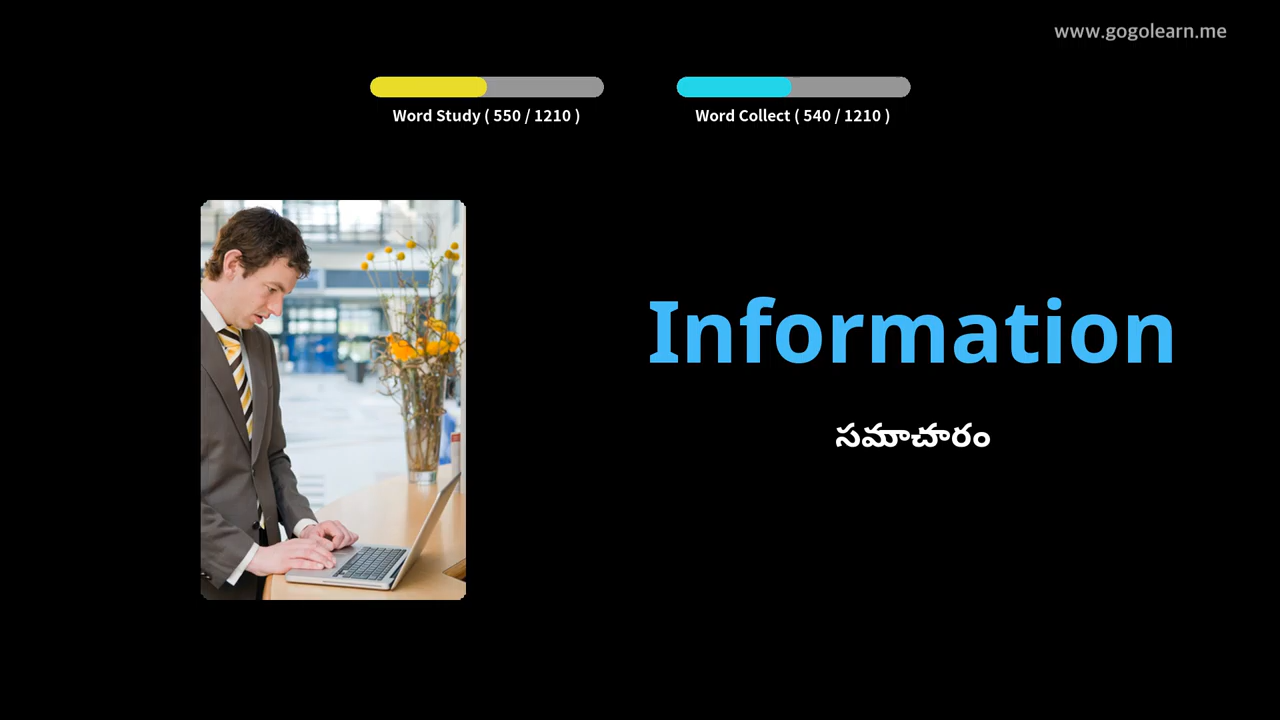 www.gogolearn.me
Word Study ( 550 / 1210 )
Word Collect ( 540 / 1210 )
Information
సమాచారం